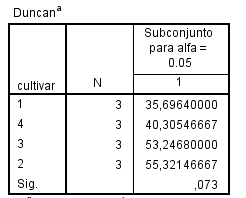 Duncanᵃ
Subconjunto
para alfa =
0.05
cultivar N 1
1 3 35,69640000
4 3 40,30546667
3 3 53,24680000
2 3 55,32146667
Sig. ,073